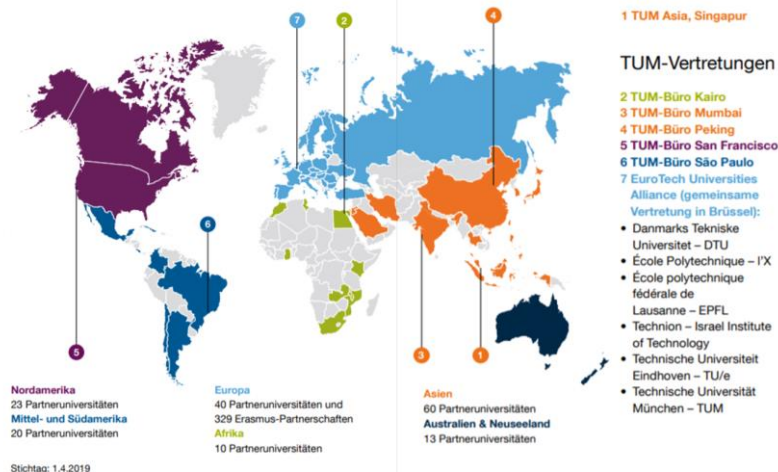 7
2
4
6
5
3
1
Nordamerika
23 Partneruniversitäten
Mittel- und Südamerika
20 Partneruniversitäten
Europa
40 Partneruniversitäten und
329 Erasmus-Partnerschaften
Afrika
10 Partneruniversitäten
Asien
60 Partneruniversitäten
Australien & Neuseeland
13 Partneruniversitäten
Stichtag: 1.4.2019
1 TUM Asia, Singapur
TUM-Vertretungen
2 TUM-Büro Kairo
3 TUM-Büro Mumbai
4 TUM-Büro Peking
5 TUM-Büro San Francisco
6 TUM-Büro São Paulo
7 EuroTech Universities
Alliance (gemeinsame
Vertretung in Brüssel):
• Danmarks Tekniske
Universitet – DTU
• École Polytechnique – l'X
• École polytechnique
fédérale de
Lausanne – EPFL
• Technion – Israel Institute
of Technology
• Technische Universiteit
Eindhoven – TU/e
• Technische Universität
München – TUM